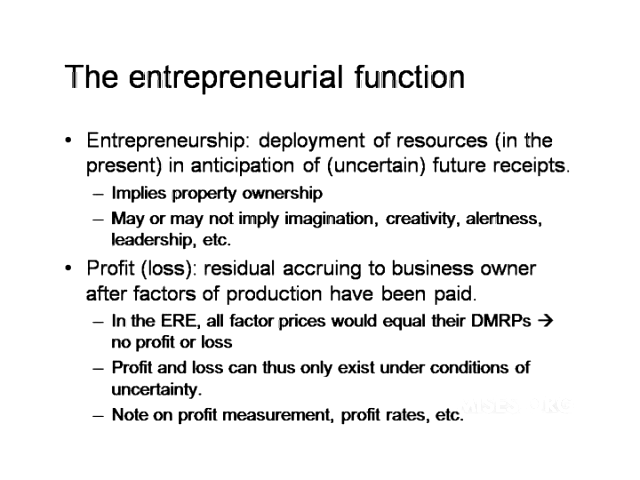 The entrepreneurial function
• Entrepreneurship: deployment of resources (in the
present) in anticipation of (uncertain) future receipts.
– Implies property ownership
– May or may not imply imagination, creativity, alertness,
leadership, etc.
• Profit (loss): residual accruing to business owner
after factors of production have been paid.
– In the ERE, all factor prices would equal their DMRPs →
no profit or loss
– Profit and loss can thus only exist under conditions of
uncertainty.
– Note on profit measurement, profit rates, etc.